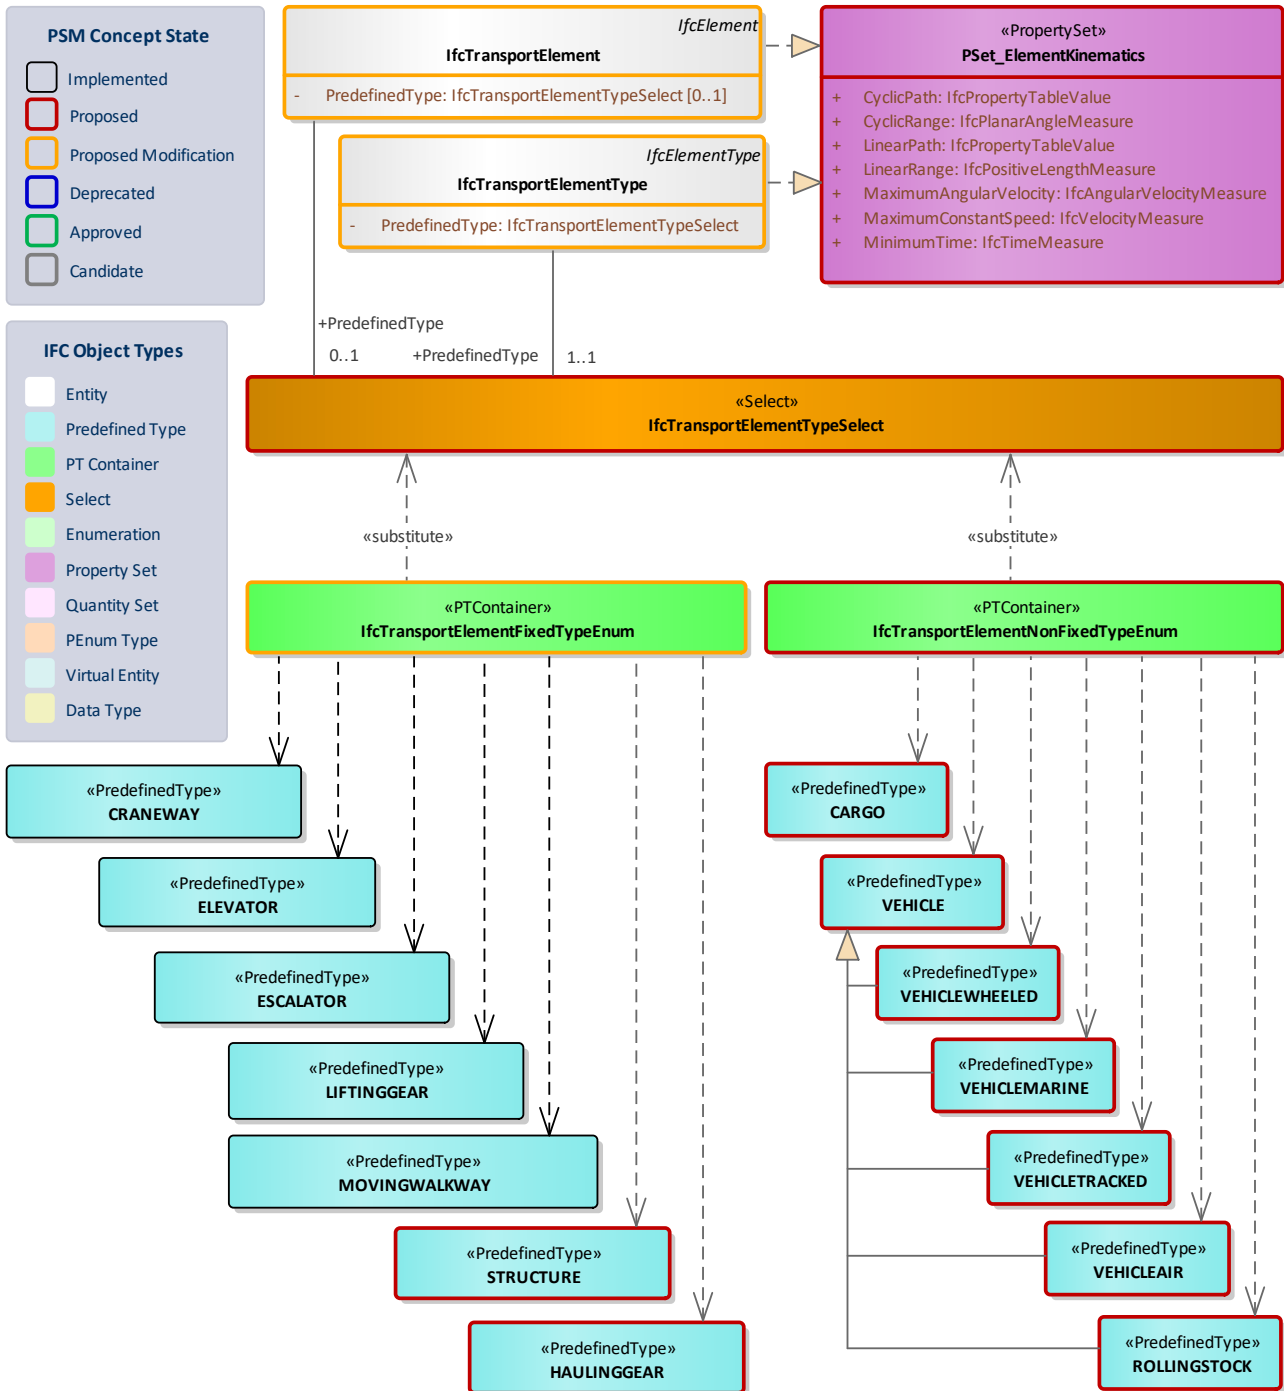 PSM Concept State
Implemented
Proposed
Proposed Modification
Deprecated
Approved
Candidate
IFC Object Types
Entity
Predefined Type
PT Container
Select
Enumeration
Property Set
Quantity Set
PEnum Type
Virtual Entity
Data Type
IfcElement
IfcTransportElement
- PredefinedType: IfcTransportElementTypeSelect [0..1]
IfcElementType
IfcTransportElementType
- PredefinedType: IfcTransportElementTypeSelect
«PropertySet»
PSet_ElementKinematics
+ CyclicPath: IfcPropertyTableValue
+ CyclicRange: IfcPlanarAngleMeasure
+ LinearPath: IfcPropertyTableValue
+ LinearRange: IfcPositiveLengthMeasure
+ MaximumAngularVelocity: IfcAngularVelocityMeasure
+ MaximumConstantSpeed: IfcVelocityMeasure
+ MinimumTime: IfcTimeMeasure
+PredefinedType
0..1
+PredefinedType
1..1
«Select»
IfcTransportElementTypeSelect
«substitute»
«substitute»
«PTContainer»
IfcTransportElementFixedTypeEnum
«PTContainer»
IfcTransportElementNonFixedTypeEnum
«PredefinedType»
CRANEWAY
«PredefinedType»
ELEVATOR
«PredefinedType»
ESCALATOR
«PredefinedType»
LIFTINGGEAR
«PredefinedType»
MOVINGWALKWAY
«PredefinedType»
STRUCTURE
«PredefinedType»
HAULINGGEAR
«PredefinedType»
CARGO
«PredefinedType»
VEHICLE
«PredefinedType»
VEHICLEWHEELED
«PredefinedType»
VEHICLEMARINE
«PredefinedType»
VEHICLETRACKED
«PredefinedType»
VEHICLEAIR
«PredefinedType»
ROLLINGSTOCK